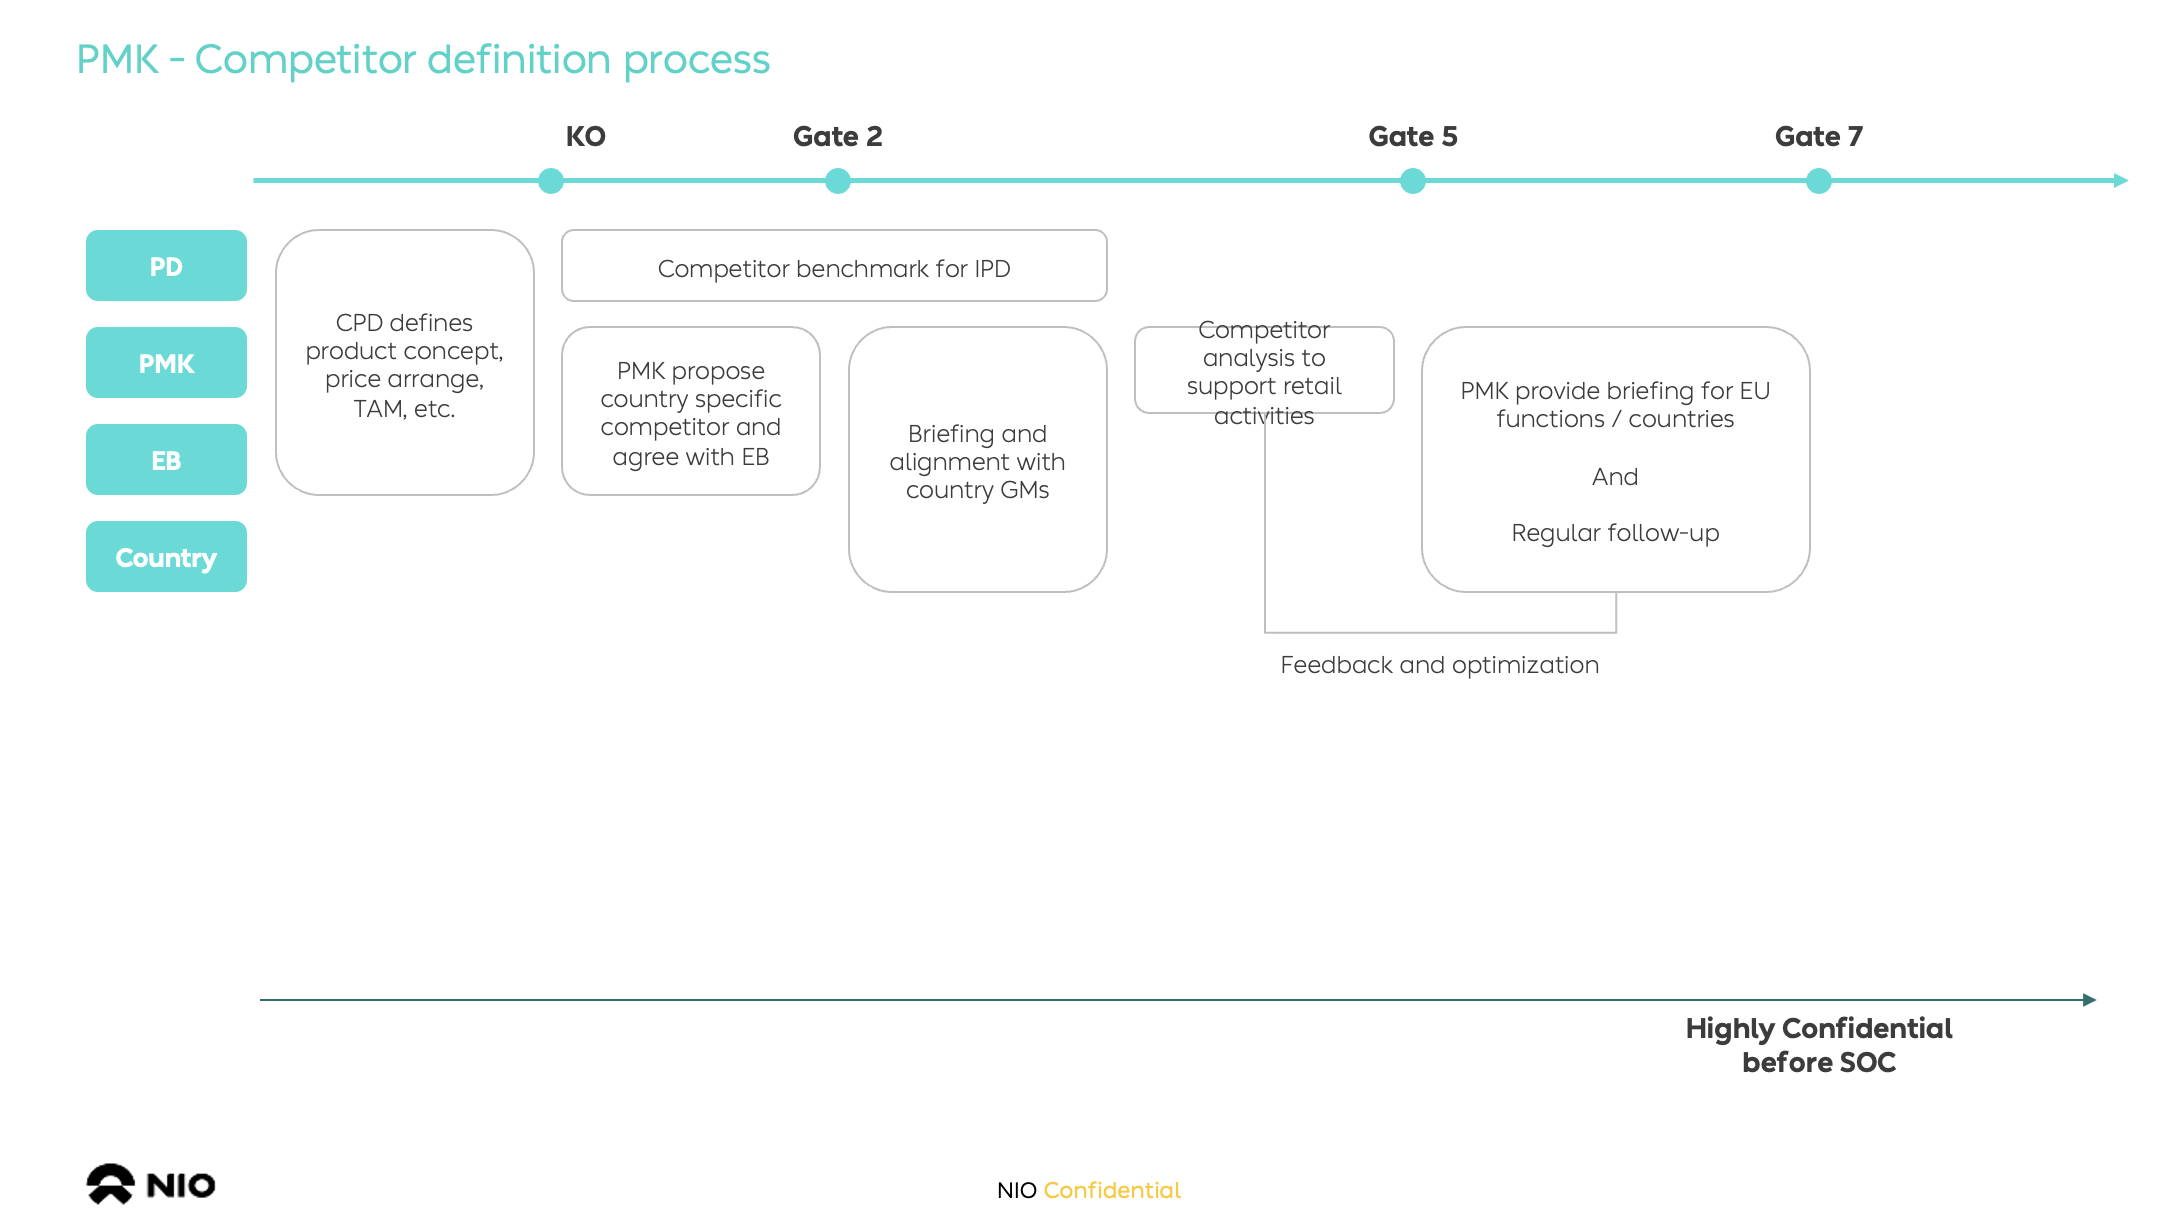 PMK - Competitor definition process
KO
Gate 2
Gate 5
Gate 7
PD
PMK
EB
Country
CPD defines
product concept,
price arrange,
TAM, etc.
Competitor benchmark for IPD
PMK propose
country specific
competitor and
agree with EB
Briefing and
alignment with
country GMs
Competitor
analysis to
support retail
activities
PMK provide briefing for EU
functions / countries
And
Regular follow-up
Feedback and optimization
Highly Confidential
before SOC
NIO
NIO Confidential